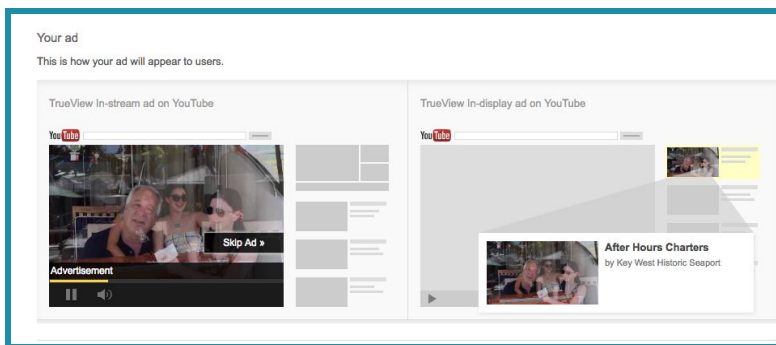 Your ad
This is how your ad will appear to users.
TrueView In-stream ad on YouTube
TrueView In-display ad on YouTube
YouTube
YouTube
Skip Ad »
Advertisement
After Hours Charters
by Key West Historic Seaport